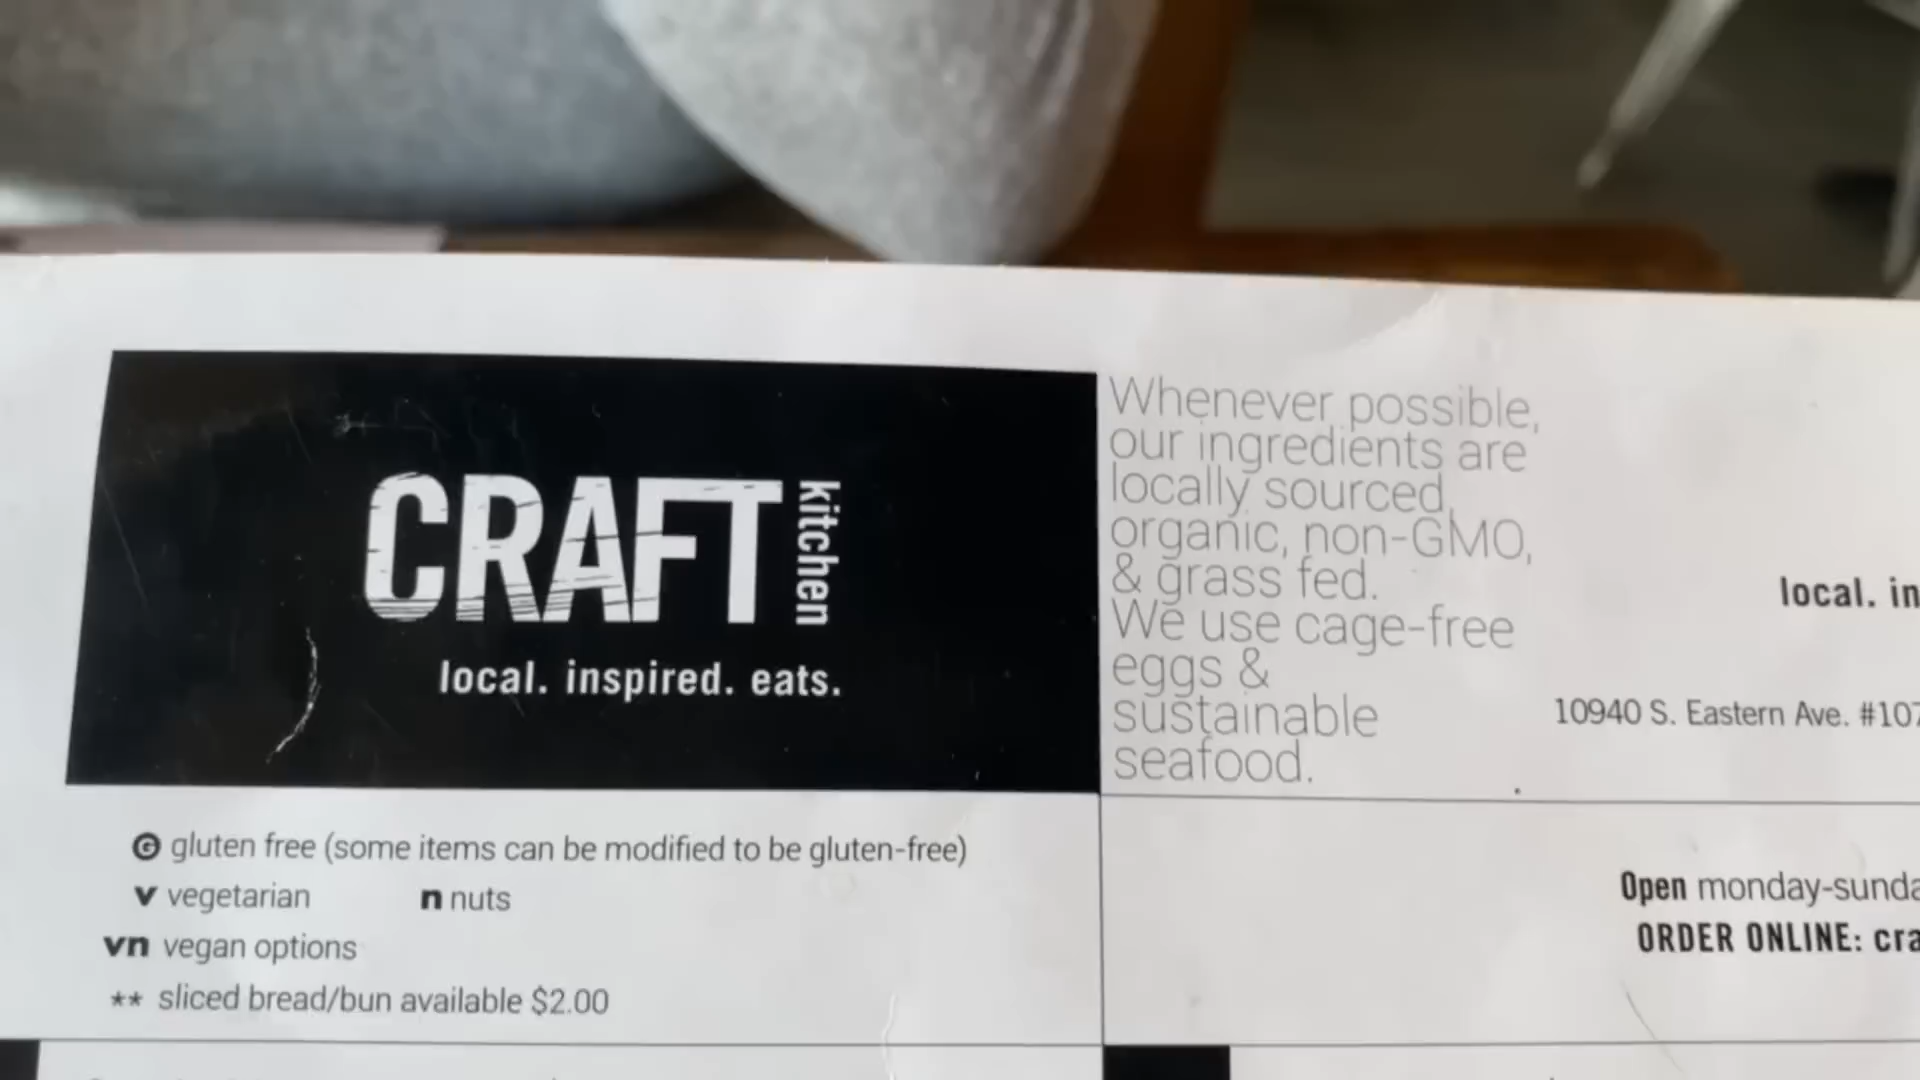 CRAFT kitchen
local. inspired. eats.
Whenever possible,
our ingredients are
locally sourced,
organic, non-GMO,
& grass fed.
We use cage-free
eggs &
sustainable
seafood.
local. in
10940 S. Eastern Ave. #107
G gluten free (some items can be modified to be gluten-free)
v vegetarian
n nuts
vn vegan options
** sliced bread/bun available $2.00
Open monday-sunda
ORDER ONLINE: cra